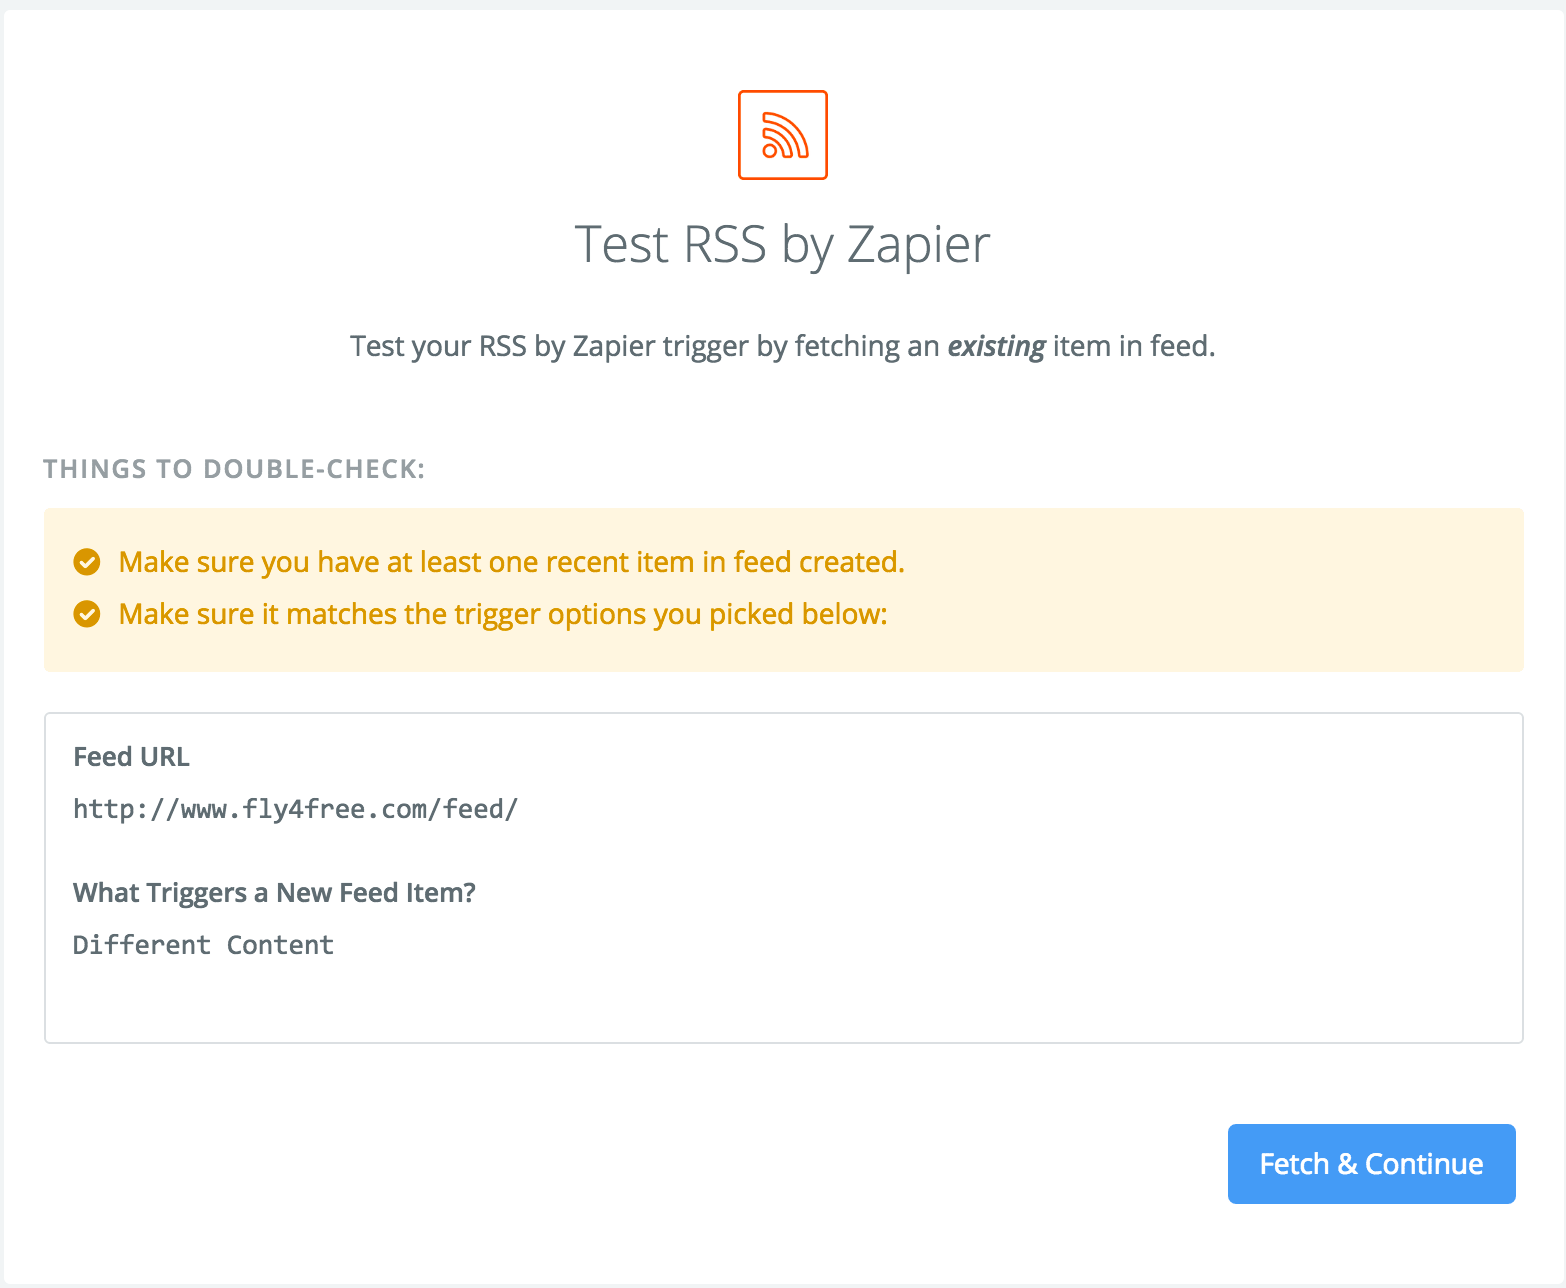 Test RSS by Zapier
Test your RSS by Zapier trigger by fetching an existing item in feed.
THINGS TO DOUBLE-CHECK:
Make sure you have at least one recent item in feed created.
Make sure it matches the trigger options you picked below:
Feed URL
http://www.fly4free.com/feed/
What Triggers a New Feed Item?
Different Content
Fetch & Continue